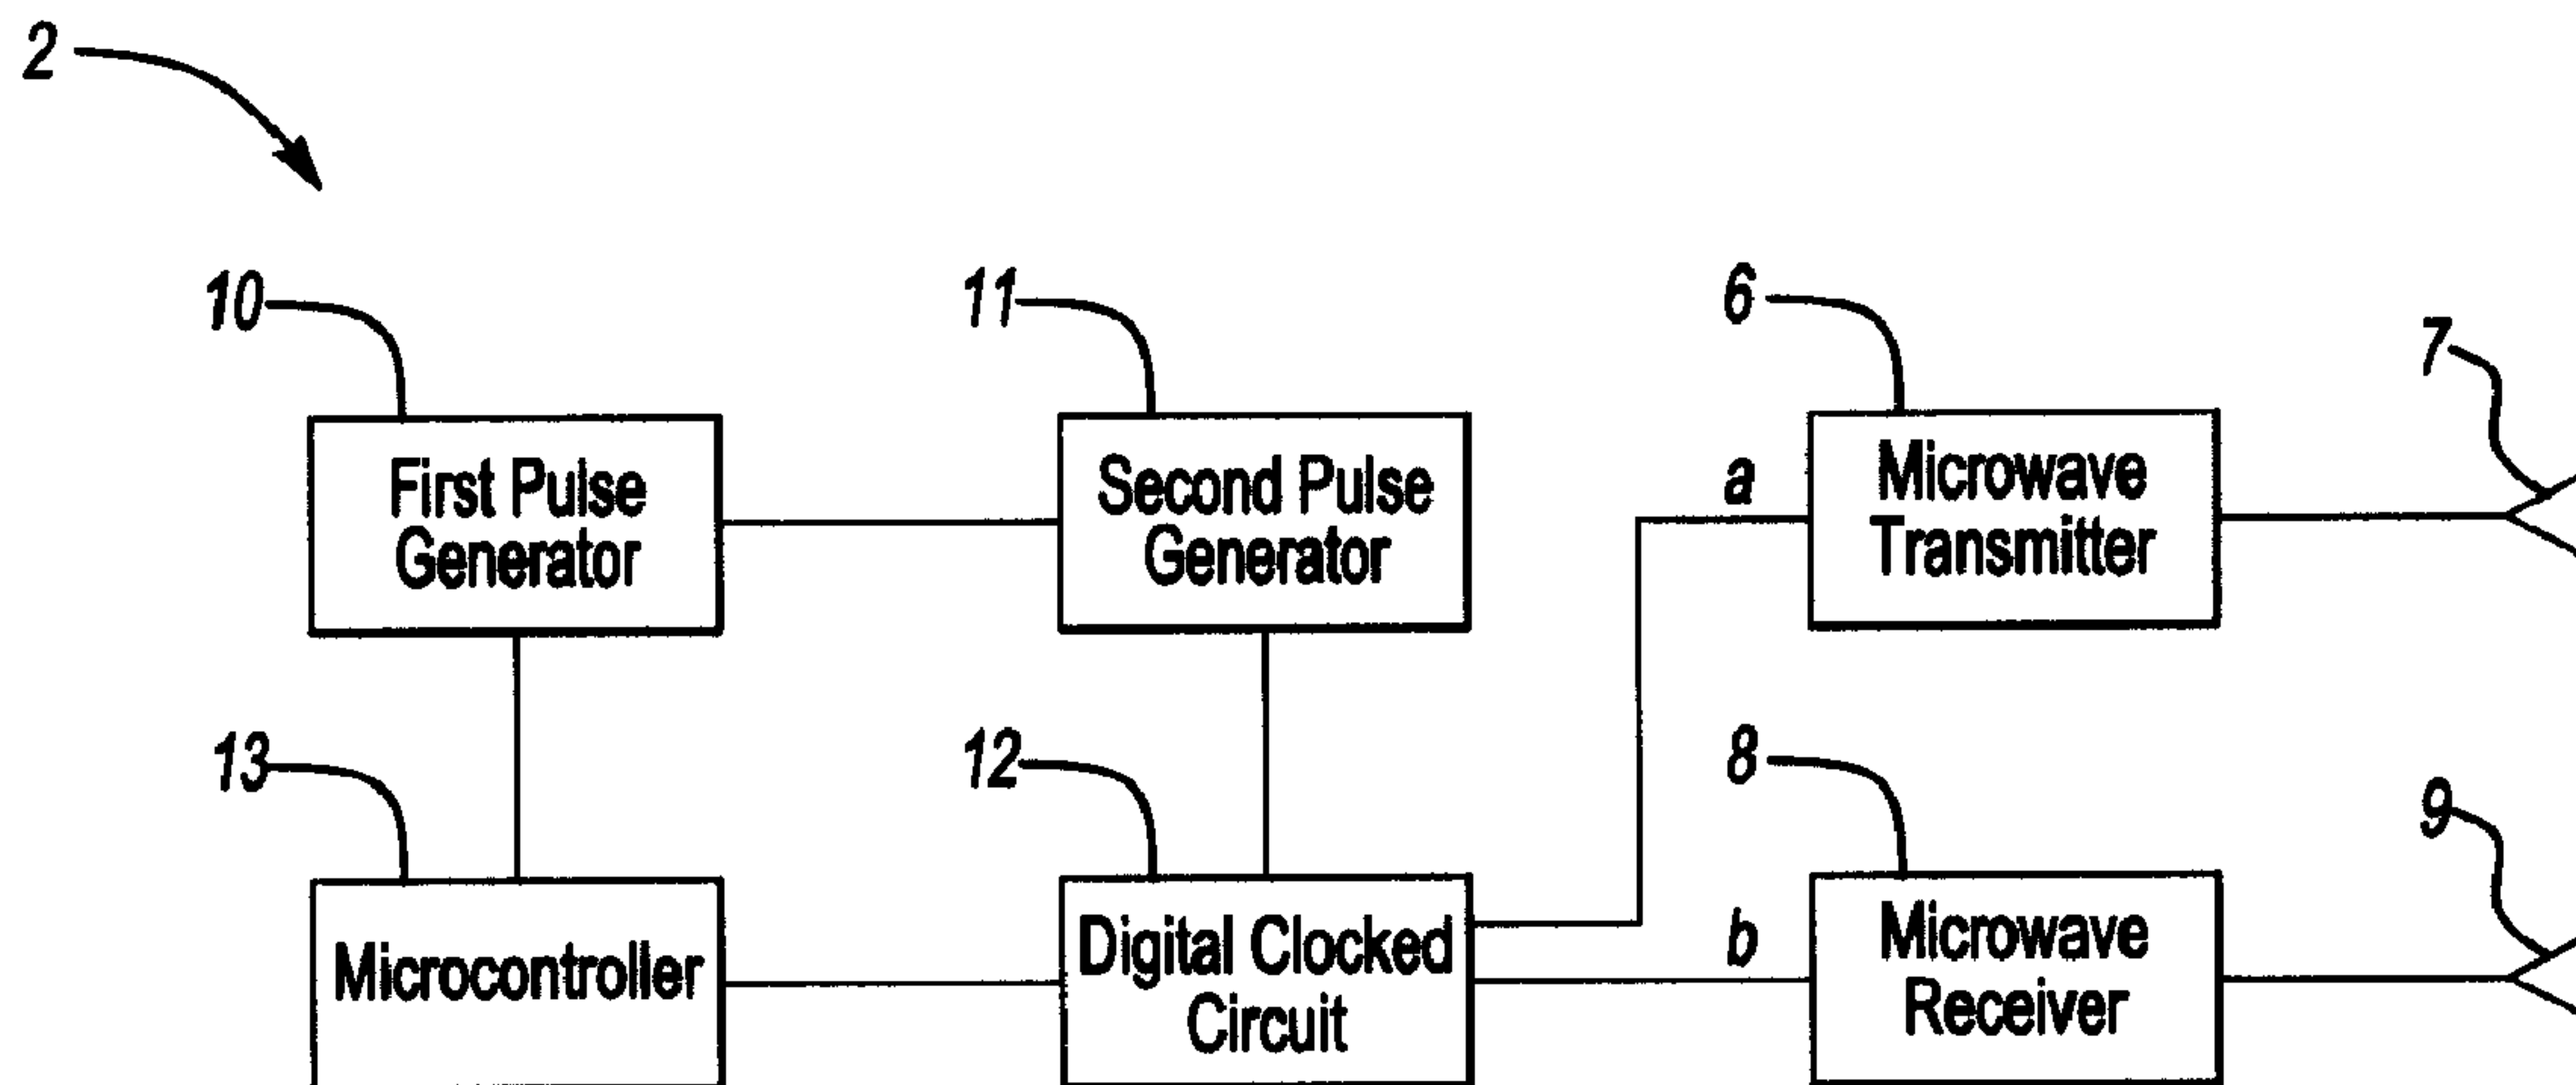 2
10
11
6
7
First Pulse
Generator
Second Pulse
Generator
a
Microwave
Transmitter
13
12
8
9
Microcontroller
Digital Clocked
Circuit
b
Microwave
Receiver